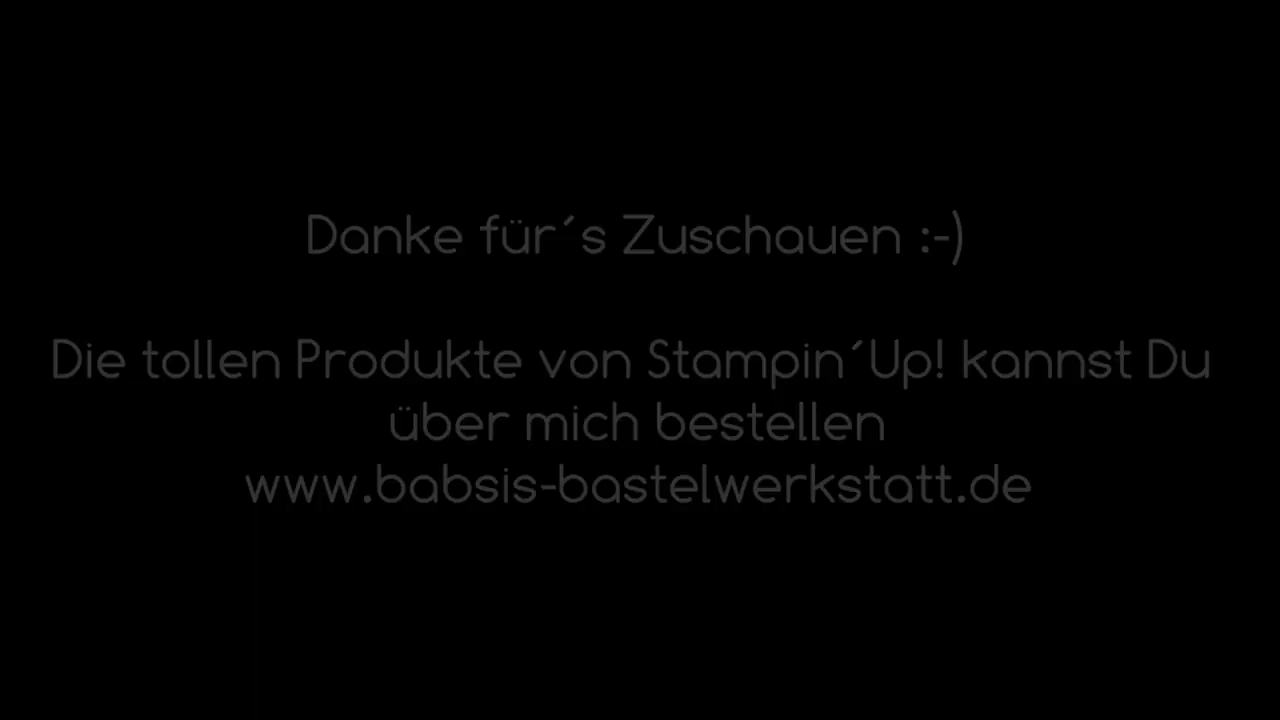 Danke für´s Zuschauen :-)
Die tollen Produkte von Stampin´Up! kannst Du
über mich bestellen
www.babsis-bastelwerkstatt.de